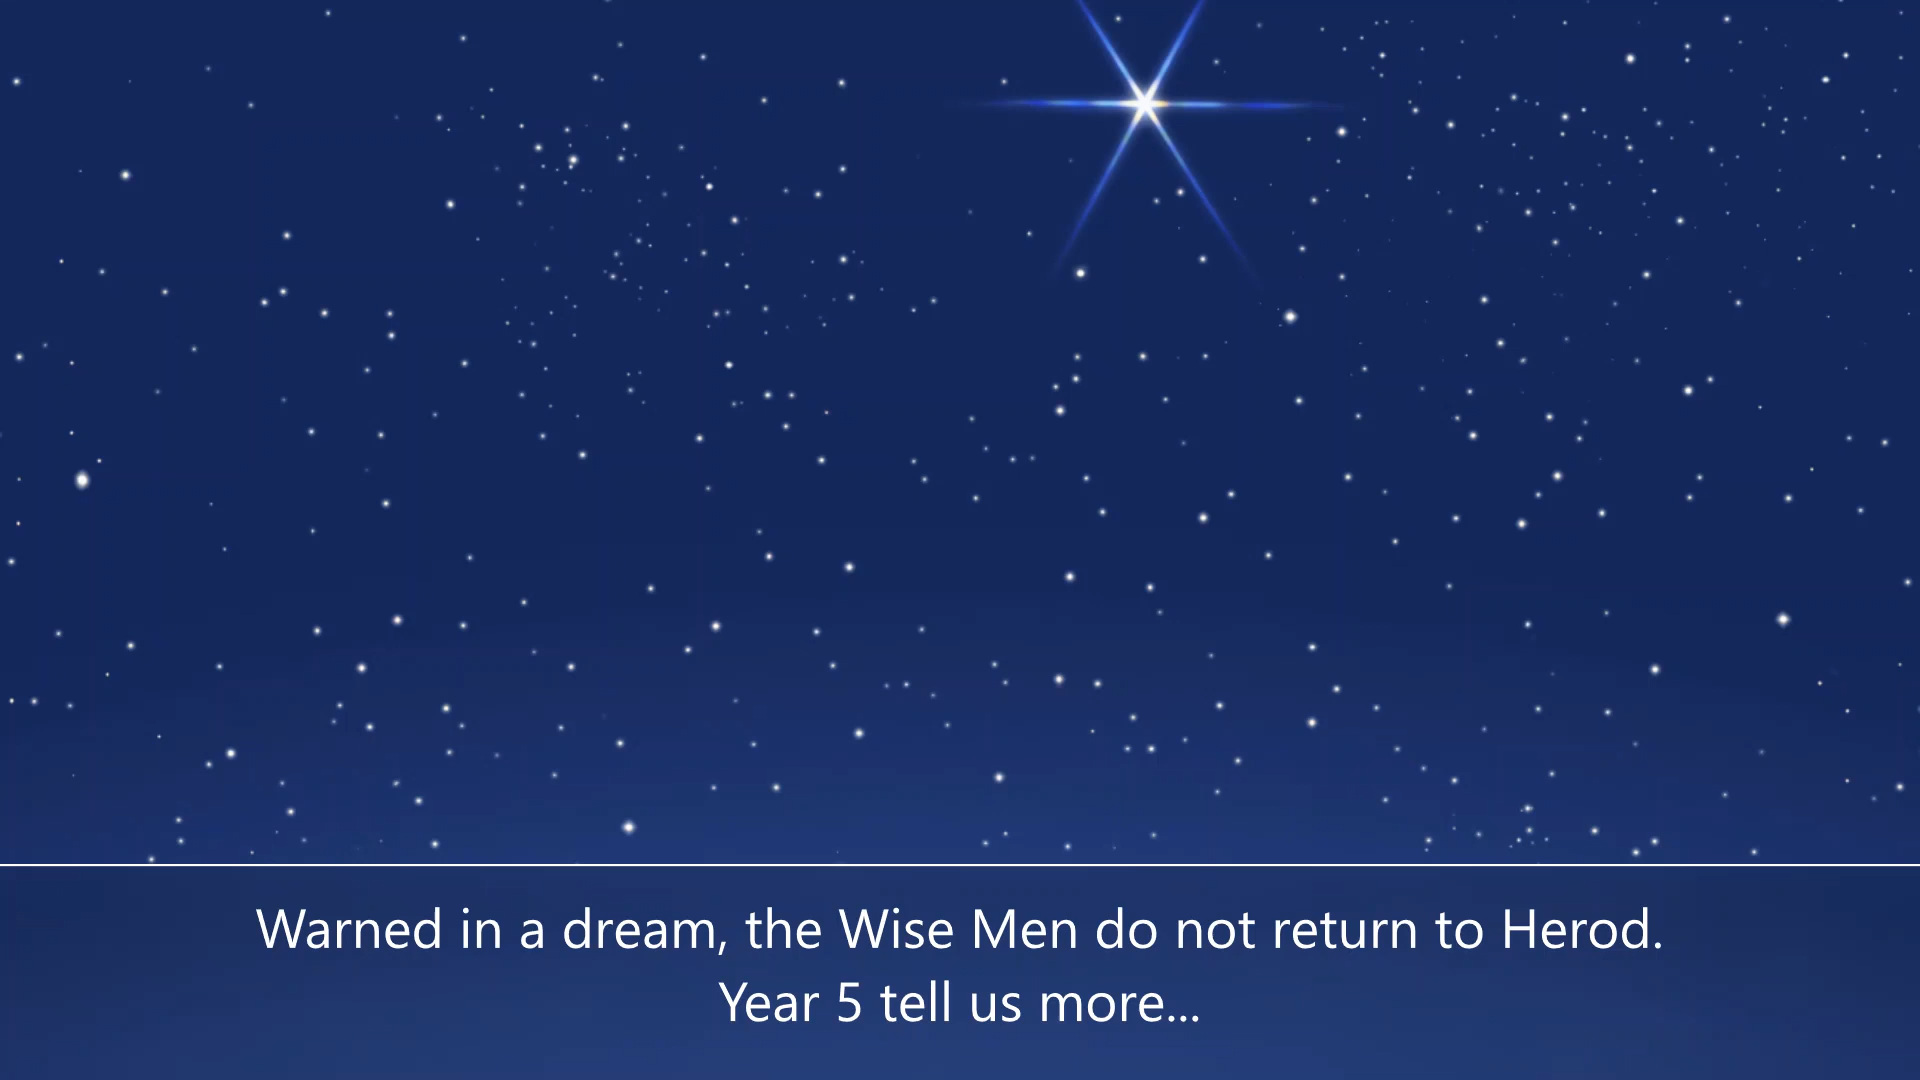 Warned in a dream, the Wise Men do not return to Herod.
Year 5 tell us more...